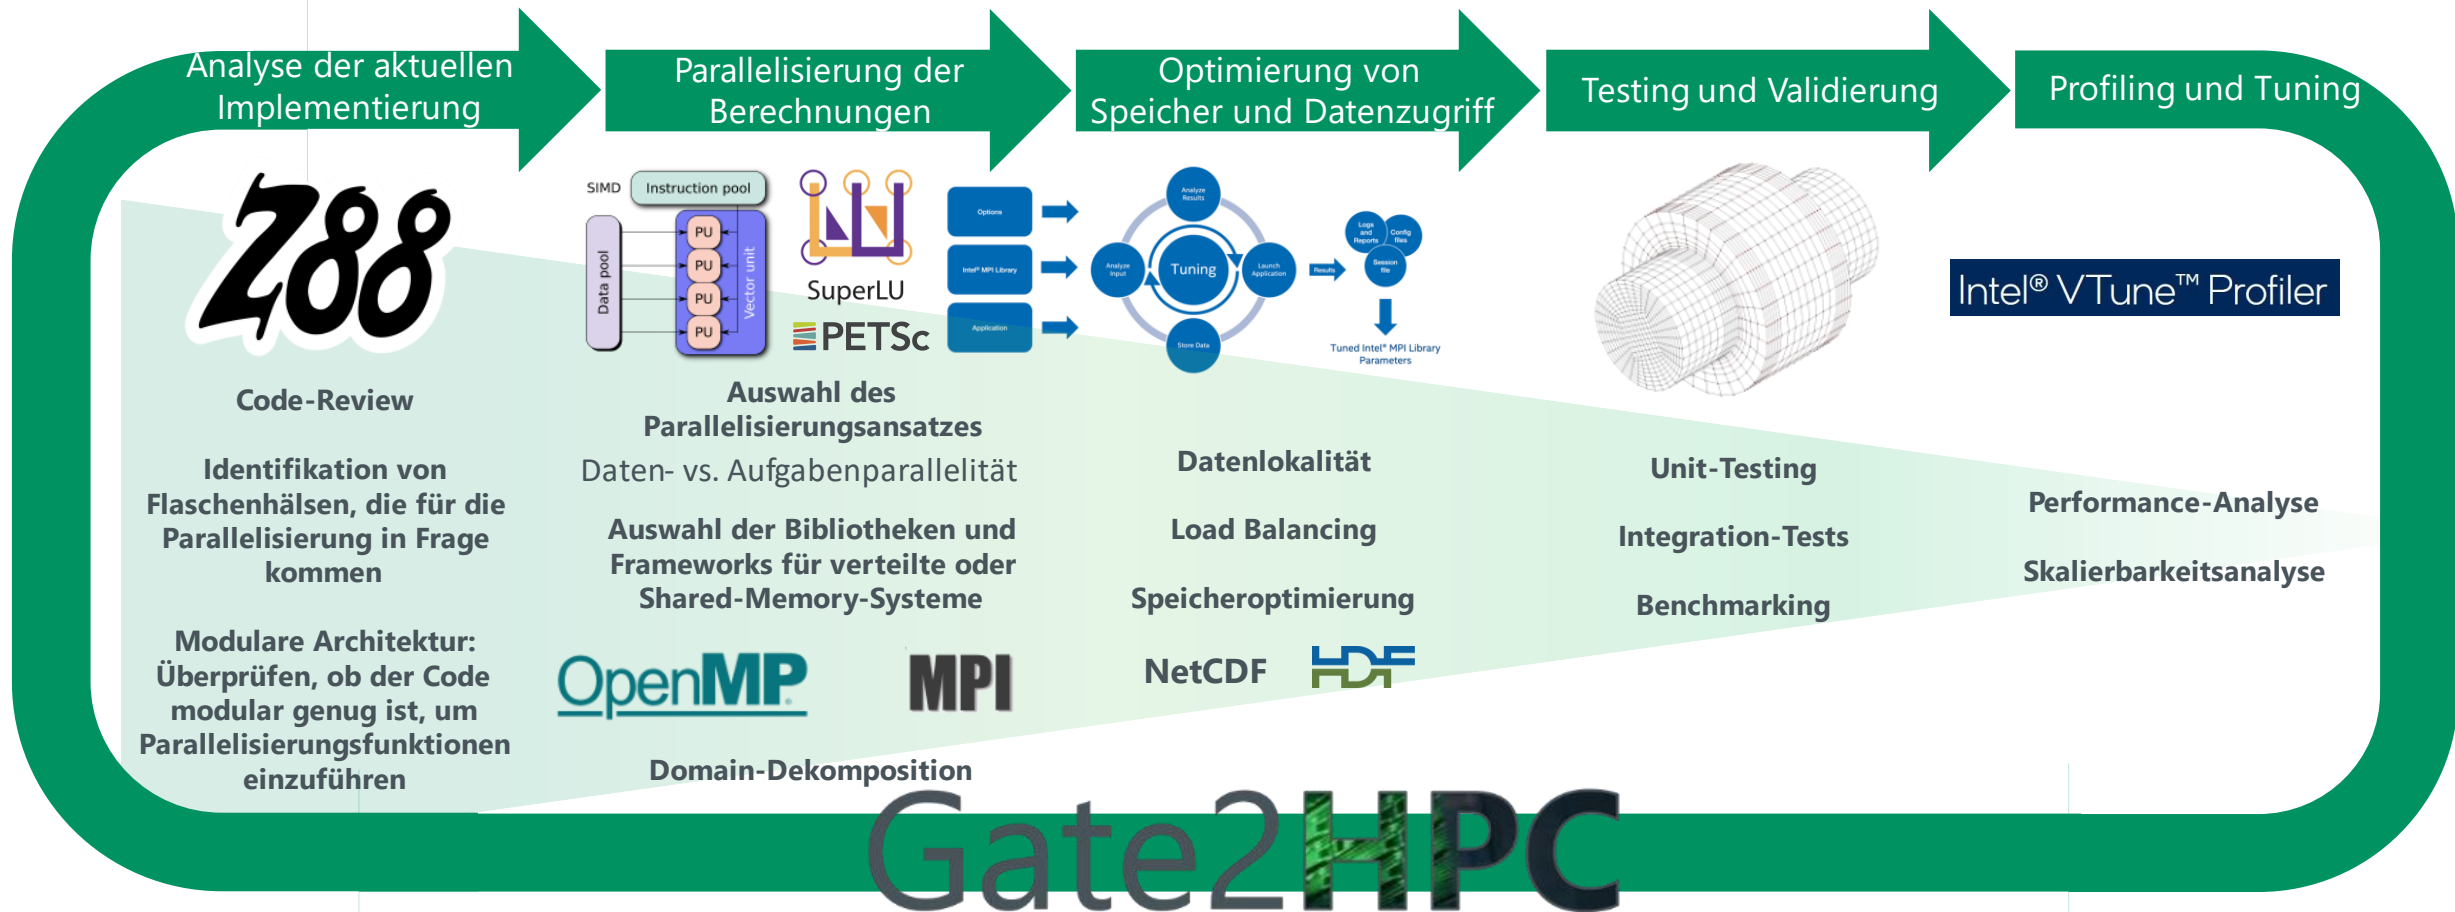 Analyse der aktuellen
Implementierung
Parallelisierung der
Berechnungen
Optimierung von
Speicher und Datenzugriff
Testing und Validierung
Profiling und Tuning
Z88
Code-Review
Identifikation von
Flaschenhälsen, die für die
Parallelisierung in Frage
kommen
Modulare Architektur:
Überprüfen, ob der Code
modular genug ist, um
Parallelisierungsfunktionen
einzuführen
SIMD
Instruction pool
Data pool
PU
PU
PU
PU
Vector unit
SuperLU
PETSc
Auswahl des
Parallelisierungsansatzes
Daten- vs. Aufgabenparallelität
Auswahl der Bibliotheken und
Frameworks für verteilte oder
Shared-Memory-Systeme
OpenMP
MPI
Domain-Dekomposition
Options
Intel® MPI Library
Application
Analyze
Results
Analyze
Input
Tuning
Launch
Application
Store Data
Results
Logs
and
Reports
Config
files
Session
file
Tuned Intel® MPI Library
Parameters
Datenlokalität
Load Balancing
Speicheroptimierung
NetCDF
HDF
Unit-Testing
Integration-Tests
Benchmarking
Intel® VTune™ Profiler
Performance-Analyse
Skalierbarkeitsanalyse
Gate2HPC